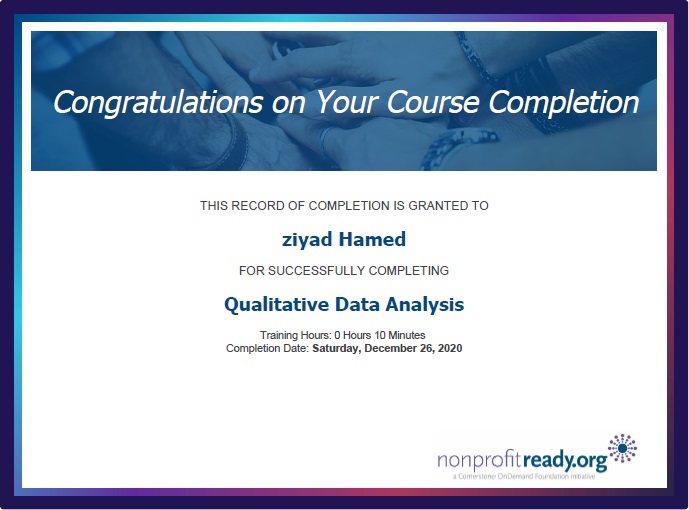 Congratulations on Your Course Completion
THIS RECORD OF COMPLETION IS GRANTED TO
ziyad Hamed
FOR SUCCESSFULLY COMPLETING
Qualitative Data Analysis
Training Hours: 0 Hours 10 Minutes
Completion Date: Saturday, December 26, 2020
nonprofitready.org
a Cornerstone OnDemand Foundation initiative